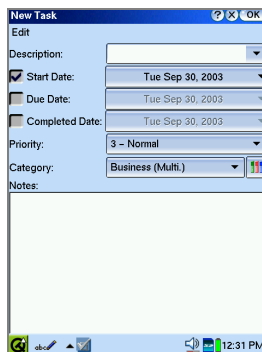 New Task ? X OK
Edit
Description:
Start Date: Tue Sep 30, 2003
Due Date: Tue Sep 30, 2003
Completed Date: Tue Sep 30, 2003
Priority: 3 – Normal
Category: Business (Multi.)
Notes:
abc 12:31 PM